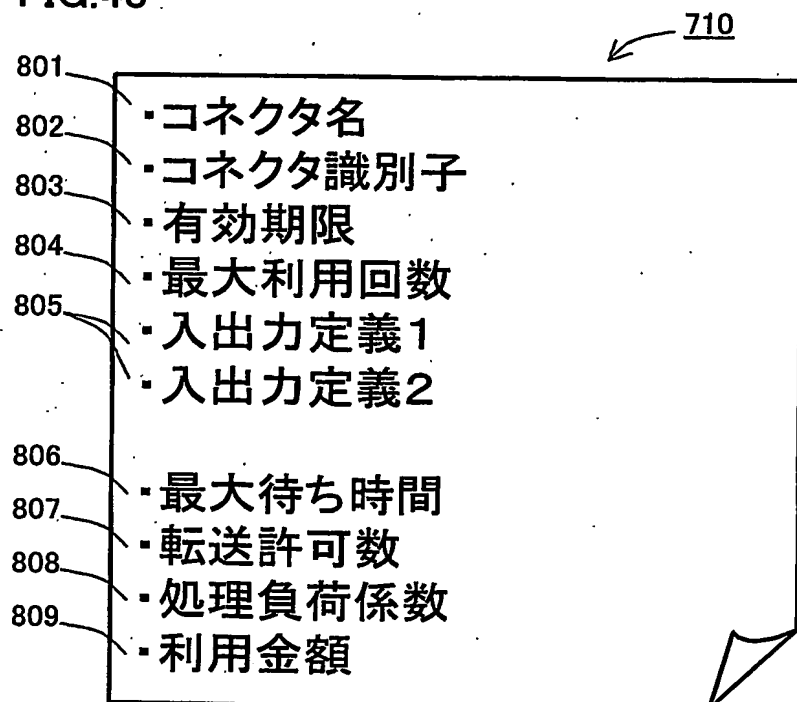 710
801 ・コネクタ名
802 ・コネクタ識別子
803 ・有効期限
804 ・最大利用回数
805 ・入出力定義1
・入出力定義2
806 ・最大待ち時間
807 ・転送許可数
808 ・処理負荷係数
809 ・利用金額